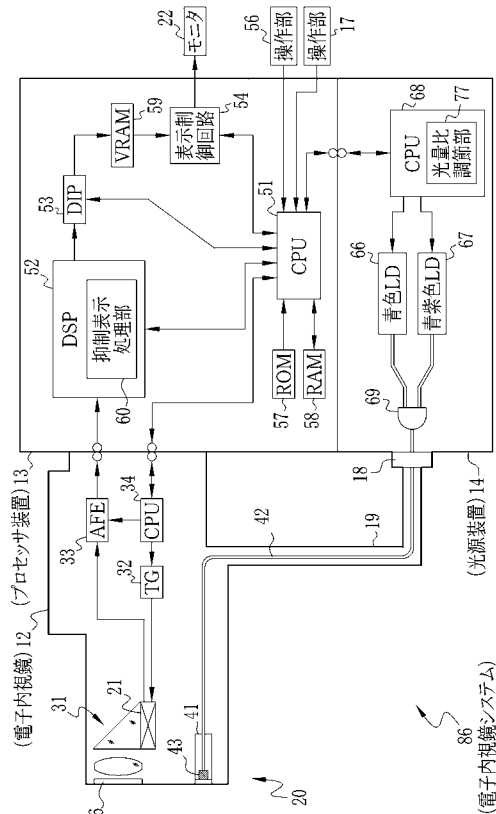 (電子内視鏡) 12
(プロセッサ装置) 13
31
21
6
43
41
20
33
AFE
34
CPU
32
TG
42
19
18
52
DSP
抑制表示
処理部
60
53
DIP
59
VRAM
54
表示制
御回路
22
モニタ
51
CPU
56
操作部
17
操作部
57
ROM
58
RAM
68
CPU
77
光量比
調節部
66
青色LD
67
青紫色LD
69
(光源装置) 14
86
(電子内視鏡システム)